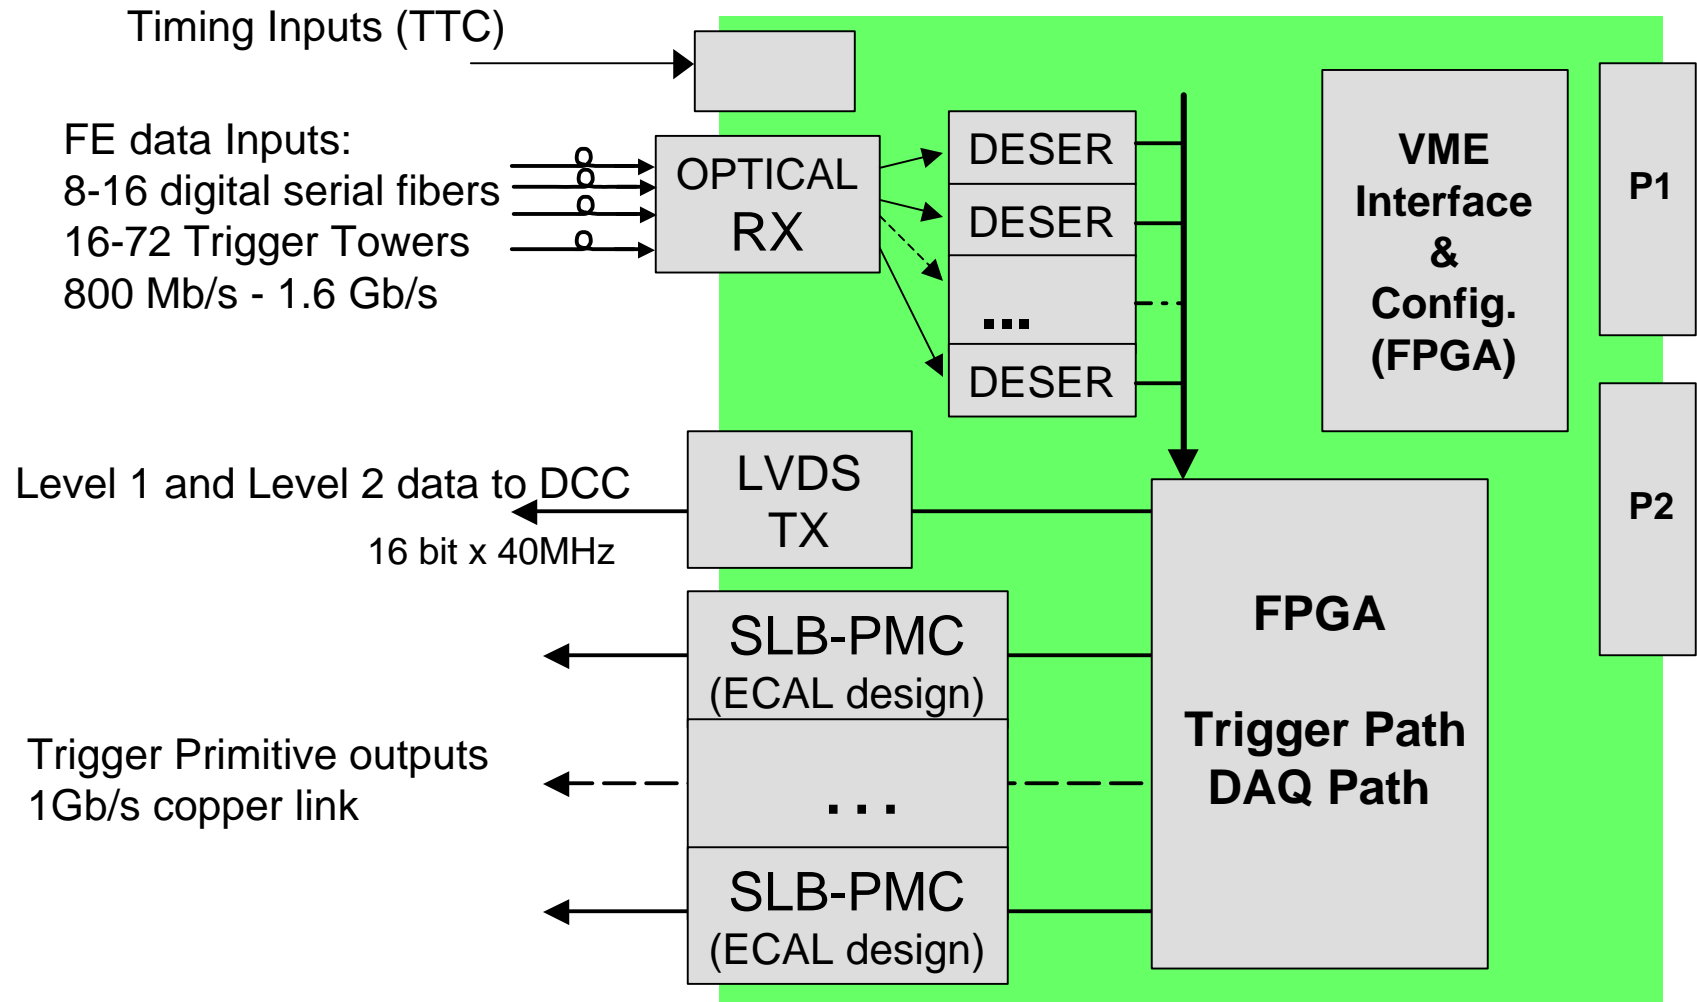 Timing Inputs (TTC)
FE data Inputs:
8-16 digital serial fibers
16-72 Trigger Towers
800 Mb/s - 1.6 Gb/s
OPTICAL
RX
DESER
DESER
...
DESER
VME
Interface
&
Config.
(FPGA)
P1
P2
Level 1 and Level 2 data to DCC
16 bit x 40MHz
LVDS
TX
SLB-PMC
(ECAL design)
...
SLB-PMC
(ECAL design)
Trigger Primitive outputs
1Gb/s copper link
FPGA
Trigger Path
DAQ Path